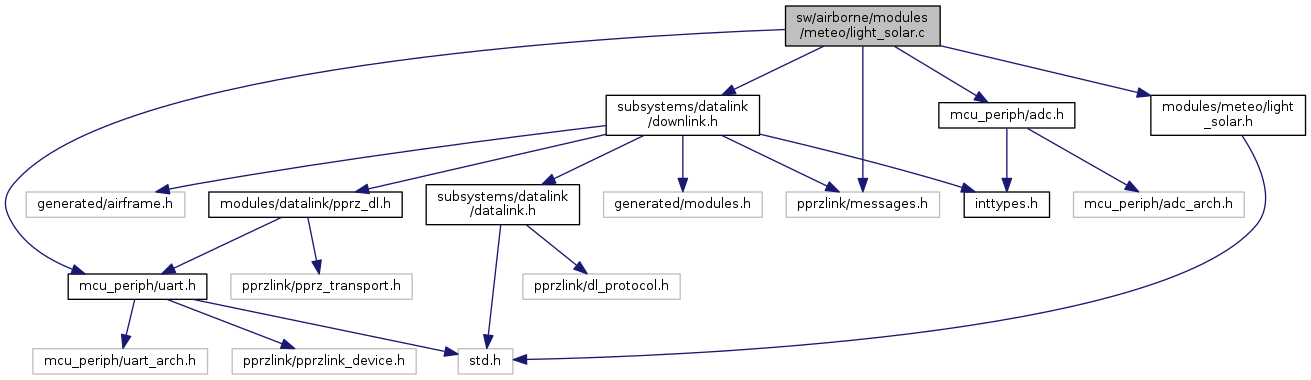 sw/airborne/modules
/meteo/light_solar.c
subsystems/datalink
/downlink.h
mcu_periph/adc.h
modules/meteo/light
_solar.h
generated/airframe.h
modules/datalink/pprz_dl.h
subsystems/datalink
/datalink.h
generated/modules.h
pprzlink/messages.h
inttypes.h
mcu_periph/adc_arch.h
mcu_periph/uart.h
pprzlink/pprz_transport.h
pprzlink/dl_protocol.h
mcu_periph/uart_arch.h
pprzlink/pprzlink_device.h
std.h